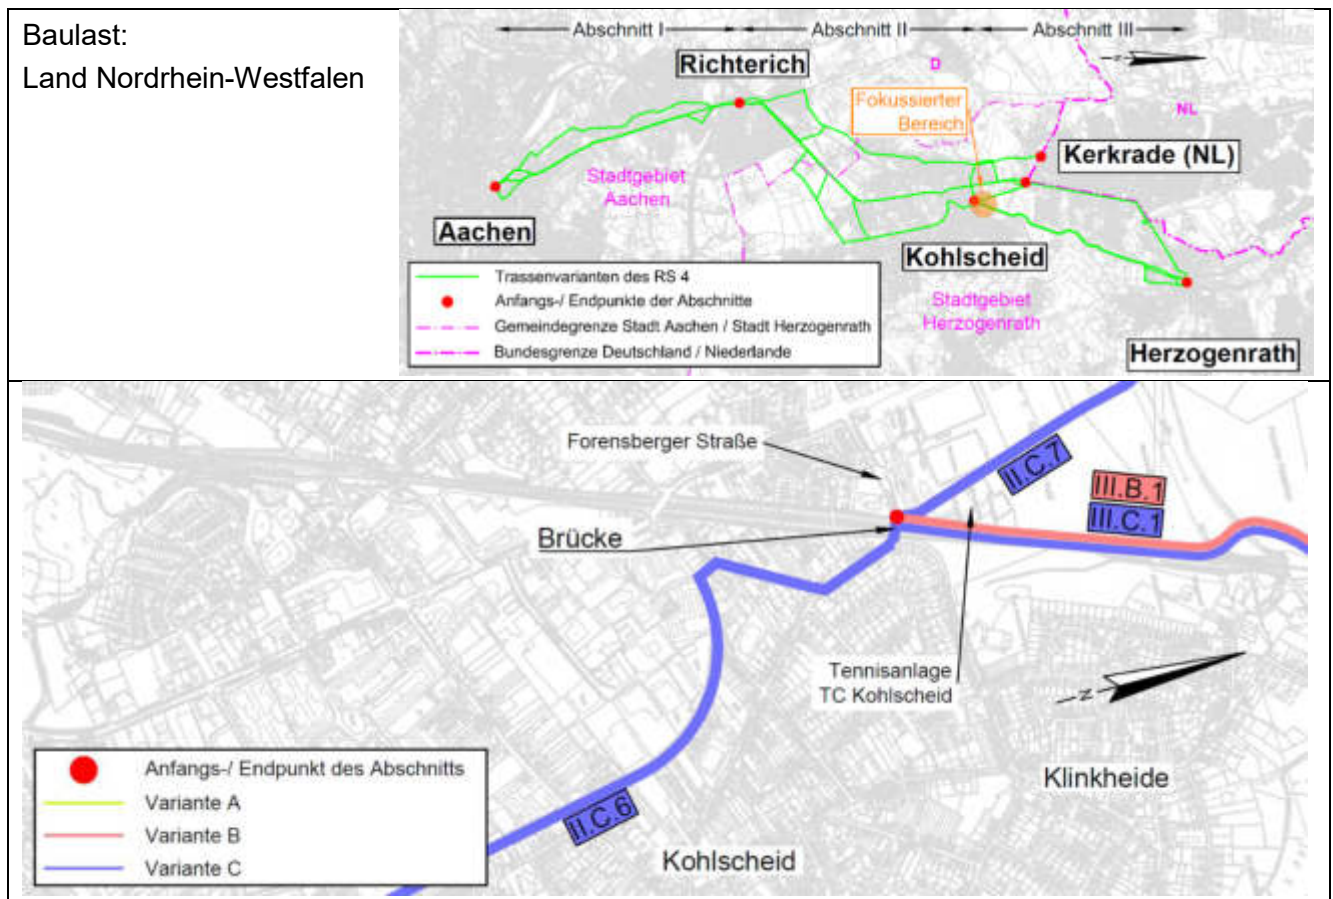 Baulast:
Land Nordrhein-Westfalen
Abschnitt I
Abschnitt II
Abschnitt III
Richterich
D
N
Fokussierter
Bereich
NL
Kerkrade (NL)
Stadtgebiet
Aachen
Aachen
Kohlscheid
Trassenvarianten des RS 4
Anfangs-/ Endpunkte der Abschnitte
Gemeindegrenze Stadt Aachen / Stadt Herzogenrath
Bundesgrenze Deutschland / Niederlande
Stadtgebiet
Herzogenrath
Herzogenrath
Forensberger Straße
II.C.7
III.B.1
III.C.1
Brücke
Tennisanlage
TC Kohlscheid
N
Klinkheide
II.C.6
Kohlscheid
Anfangs-/ Endpunkt des Abschnitts
Variante A
Variante B
Variante C